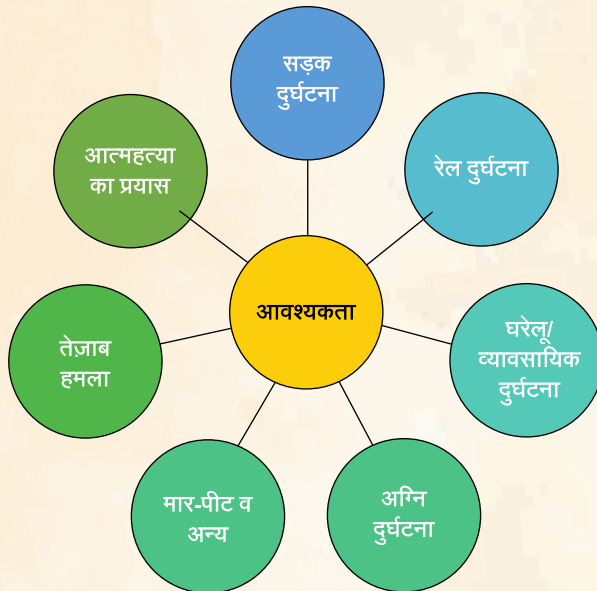 सड़क
दुर्घटना
रेल दुर्घटना
घरेलू/
व्यावसायिक
दुर्घटना
अग्नि
दुर्घटना
मार-पीट व
अन्य
तेज़ाब
हमला
आत्महत्या
का प्रयास
आवश्यकता